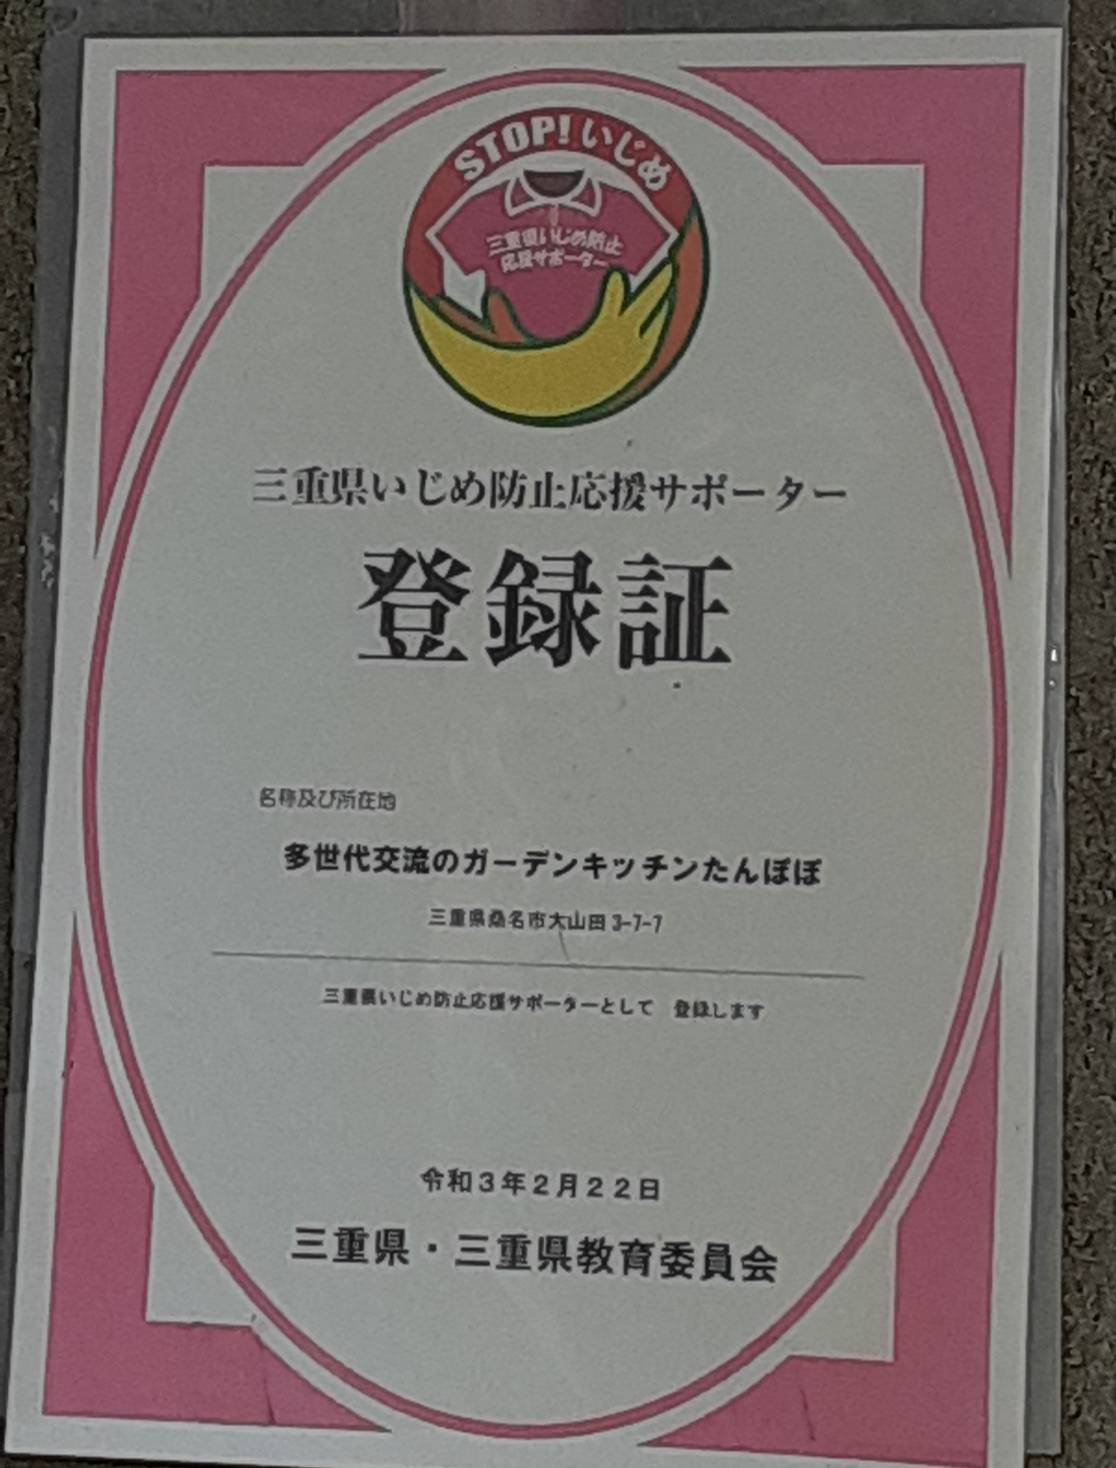 STOP!いじめ
三重県いじめ防止
応援サポーター
三重県いじめ防止応援サポーター
登録証
名称及び所在地
多世代交流のガーデンキッチンたんぽぽ
三重県桑名市大山田3-7-7
三重県いじめ防止応援サポーターとして　登録します
令和3年2月22日
三重県・三重県教育委員会